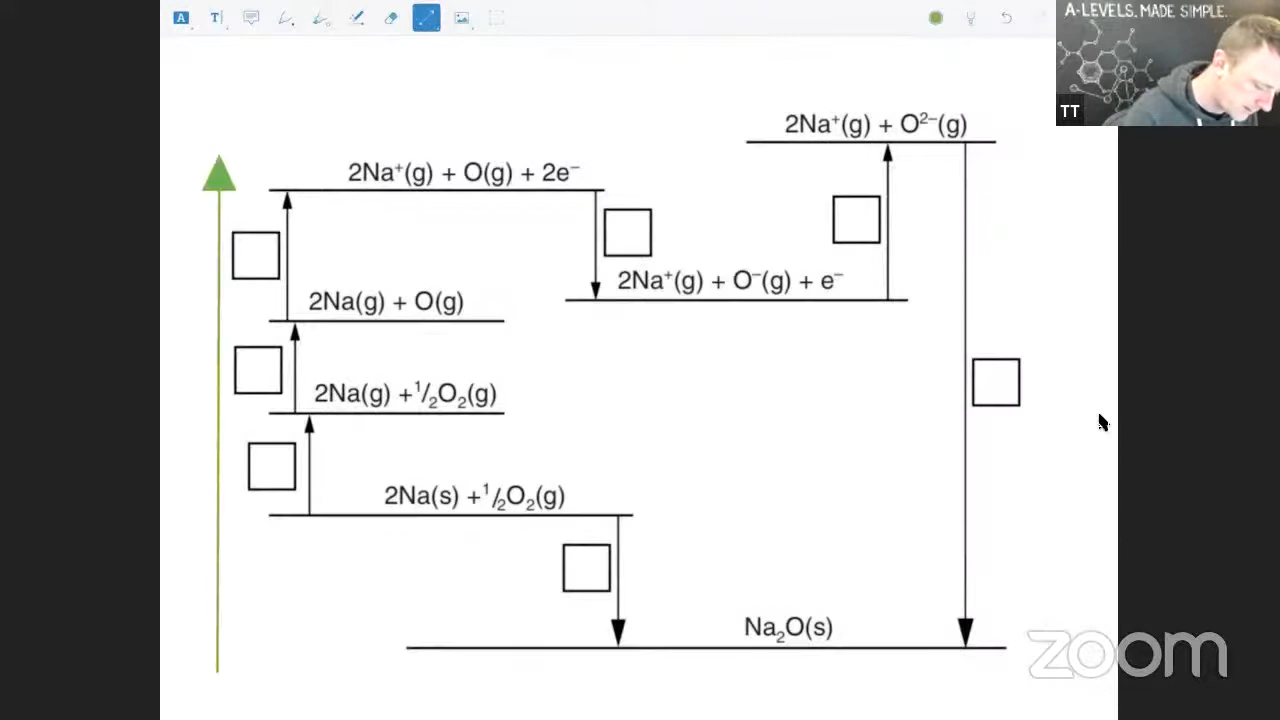 A-LEVELS. MADE SIMPLE.
TT
2Na⁺(g) + O²⁻(g)
2Na⁺(g) + O(g) + 2e⁻
2Na⁺(g) + O⁻(g) + e⁻
2Na(g) + O(g)
2Na(g) +¹/₂O₂(g)
2Na(s) +¹/₂O₂(g)
Na₂O(s)
zoom